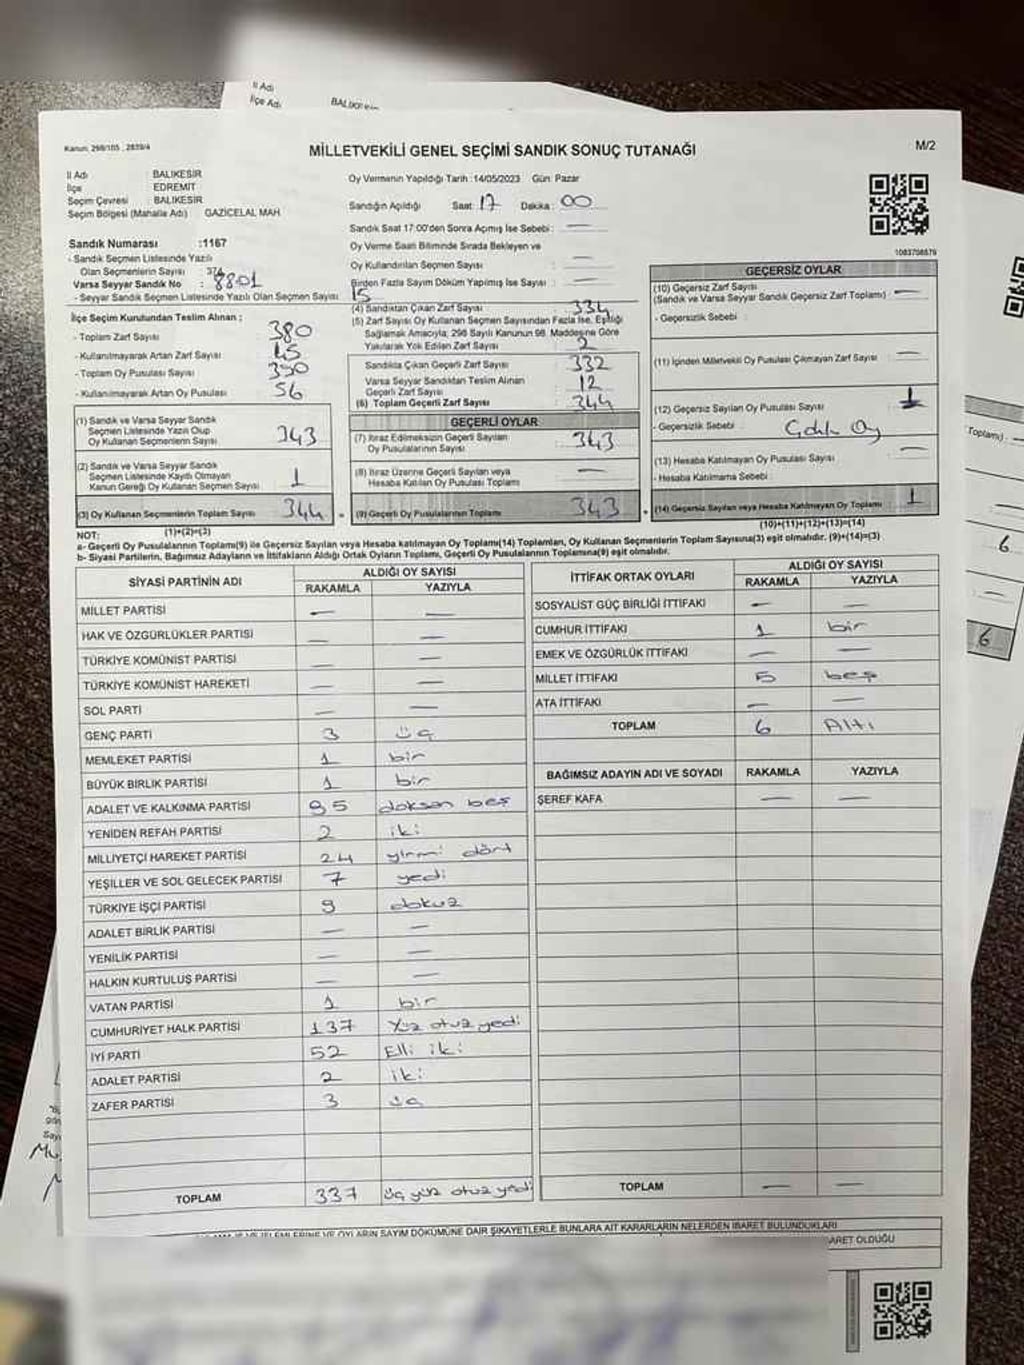 İl Adı
İlçe Adı
BALIKESİR
Kanun. 298/105 , 2839/4
MİLLETVEKİLİ GENEL SEÇİMİ SANDIK SONUÇ TUTANAĞI
M/2
İl Adı : BALIKESİR
İlçe : EDREMİT
Seçim Çevresi : BALIKESİR
Seçim Bölgesi (Mahalle Adı) : GAZİCELAL MAH
Oy Vermenin Yapıldığı Tarih :14/05/2023 Gün: Pazar
Sandığın Açıldığı Saat: 17 Dakika : 00
Sandık Saat 17:00'den Sonra Açımış İse Sebebi : —
Oy Verme Saati Bitiminde Sırada Bekleyen ve
Oy Kullandırılan Seçmen Sayısı : —
Birden Fazla Sayım Döküm Yapılmış İse Sayısı : —
1083708579
Sandık Numarası :1167
- Sandık Seçmen Listesinde Yazılı
Olan Seçmenlerin Sayısı : 374
Varsa Seyyar Sandık No : 8801
- Seyyar Sandık Seçmen Listesinde Yazılı Olan Seçmen Sayısı : 15
İlçe Seçim Kurulundan Teslim Alınan :
- Toplam Zarf Sayısı : 380
- Kullanılmayarak Artan Zarf Sayısı : 45
- Toplam Oy Pusulası Sayısı : 390
- Kullanılmayarak Artan Oy Pusulası : 56
(4) Sandıktan Çıkan Zarf Sayısı : 334
(5) Zarf Sayısı Oy Kullanan Seçmen Sayısından Fazla İse, Eşitliği
Sağlamak Amacıyla; 298 Sayılı Kanunun 98. Maddesine Göre
Yakılarak Yok Edilen Zarf Sayısı : 2
Sandıkta Çıkan Geçerli Zarf Sayısı : 332
Varsa Seyyar Sandıktan Teslim Alınan
Geçerli Zarf Sayısı : 12
(6) Toplam Geçerli Zarf Sayısı : 344
GEÇERSİZ OYLAR
(10) Geçersiz Zarf Sayısı
(Sandık ve Varsa Seyyar Sandık Geçersiz Zarf Toplamı) : —
- Geçersizlik Sebebi :
(11) İçinden Milletvekili Oy Pusulası Çıkmayan Zarf Sayısı : —
(12) Geçersiz Sayılan Oy Pusulası Sayısı : 1
- Geçersizlik Sebebi : Çoklu Oy
(13) Hesaba Katılmayan Oy Pusulası Sayısı : —
- Hesaba Katılmama Sebebi :
(14) Geçersiz Sayılan veya Hesaba Katılmayan Oy Toplamı 1
(10)+(11)+(12)+(13)=(14)
(1) Sandık ve Varsa Seyyar Sandık
Seçmen Listesinde Yazılı Olup
Oy Kullanan Seçmenlerin Sayısı : 343
(2) Sandık ve Varsa Seyyar Sandık
Seçmen Listesinde Kayıtlı Olmayan
Kanun Gereği Oy Kullanan Seçmen Sayısı : 1
(3) Oy Kullanan Seçmenlerin Toplam Sayısı : 344
(1)+(2)=(3)
GEÇERLİ OYLAR
(7) İtiraz Edilmeksizin Geçerli Sayılan
Oy Pusulalarının Sayısı : 343
(8) İtiraz Üzerine Geçerli Sayılan veya
Hesaba Katılan Oy Pusulası Toplamı : —
(9) Geçerli Oy Pusulalarının Toplamı : 343
NOT:
a- Geçerli Oy Pusulalarının Toplamı(9) ile Geçersiz Sayılan veya Hesaba katılmayan Oy Toplamı(14) Toplamları, Oy Kullanan Seçmenlerin Toplam Sayısına(3) eşit olmalıdır. (9)+(14)=(3)
b- Siyasi Partilerin, Bağımsız Adayların ve İttifakların Aldığı Ortak Oyların Toplamı, Geçerli Oy Pusulalarının Toplamına(9) eşit olmalıdır.
SİYASİ PARTİNİN ADI ALDIĞI OY SAYISI
RAKAMLA YAZIYLA
MİLLET PARTİSİ — —
HAK VE ÖZGÜRLÜKLER PARTİSİ — —
TÜRKİYE KOMÜNİST PARTİSİ — —
TÜRKİYE KOMÜNİST HAREKETİ — —
SOL PARTİ — —
GENÇ PARTİ 3 üç
MEMLEKET PARTİSİ 1 bir
BÜYÜK BİRLİK PARTİSİ 1 bir
ADALET VE KALKINMA PARTİSİ 95 doksan beş
YENİDEN REFAH PARTİSİ 2 iki
MİLLİYETÇİ HAREKET PARTİSİ 24 yirmi dört
YEŞİLLER VE SOL GELECEK PARTİSİ 7 yedi
TÜRKİYE İŞÇİ PARTİSİ 9 dokuz
ADALET BİRLİK PARTİSİ — —
YENİLİK PARTİSİ — —
HALKIN KURTULUŞ PARTİSİ — —
VATAN PARTİSİ 1 bir
CUMHURİYET HALK PARTİSİ 137 Yüz otuz yedi
İYİ PARTİ 52 Elli iki
ADALET PARTİSİ 2 iki
ZAFER PARTİSİ 3 üç
TOPLAM 337 üç yüz otuz yedi
İTTİFAK ORTAK OYLARI ALDIĞI OY SAYISI
RAKAMLA YAZIYLA
SOSYALİST GÜÇ BİRLİĞİ İTTİFAKI — —
CUMHUR İTTİFAKI 1 bir
EMEK VE ÖZGÜRLÜK İTTİFAKI — —
MİLLET İTTİFAKI 5 beş
ATA İTTİFAKI — —
TOPLAM 6 Altı
BAĞIMSIZ ADAYIN ADI VE SOYADI RAKAMLA YAZIYLA
ŞEREF KAFA — —
TOPLAM — —
OYLARIN SAYIM DÖKÜMÜNE DAİR ŞİKAYETLERLE BUNLARA AİT KARARLARIN NELERDEN İBARET BULUNDUKLARI
BARET OLDUĞU
Toplamı) : —
6
—
6